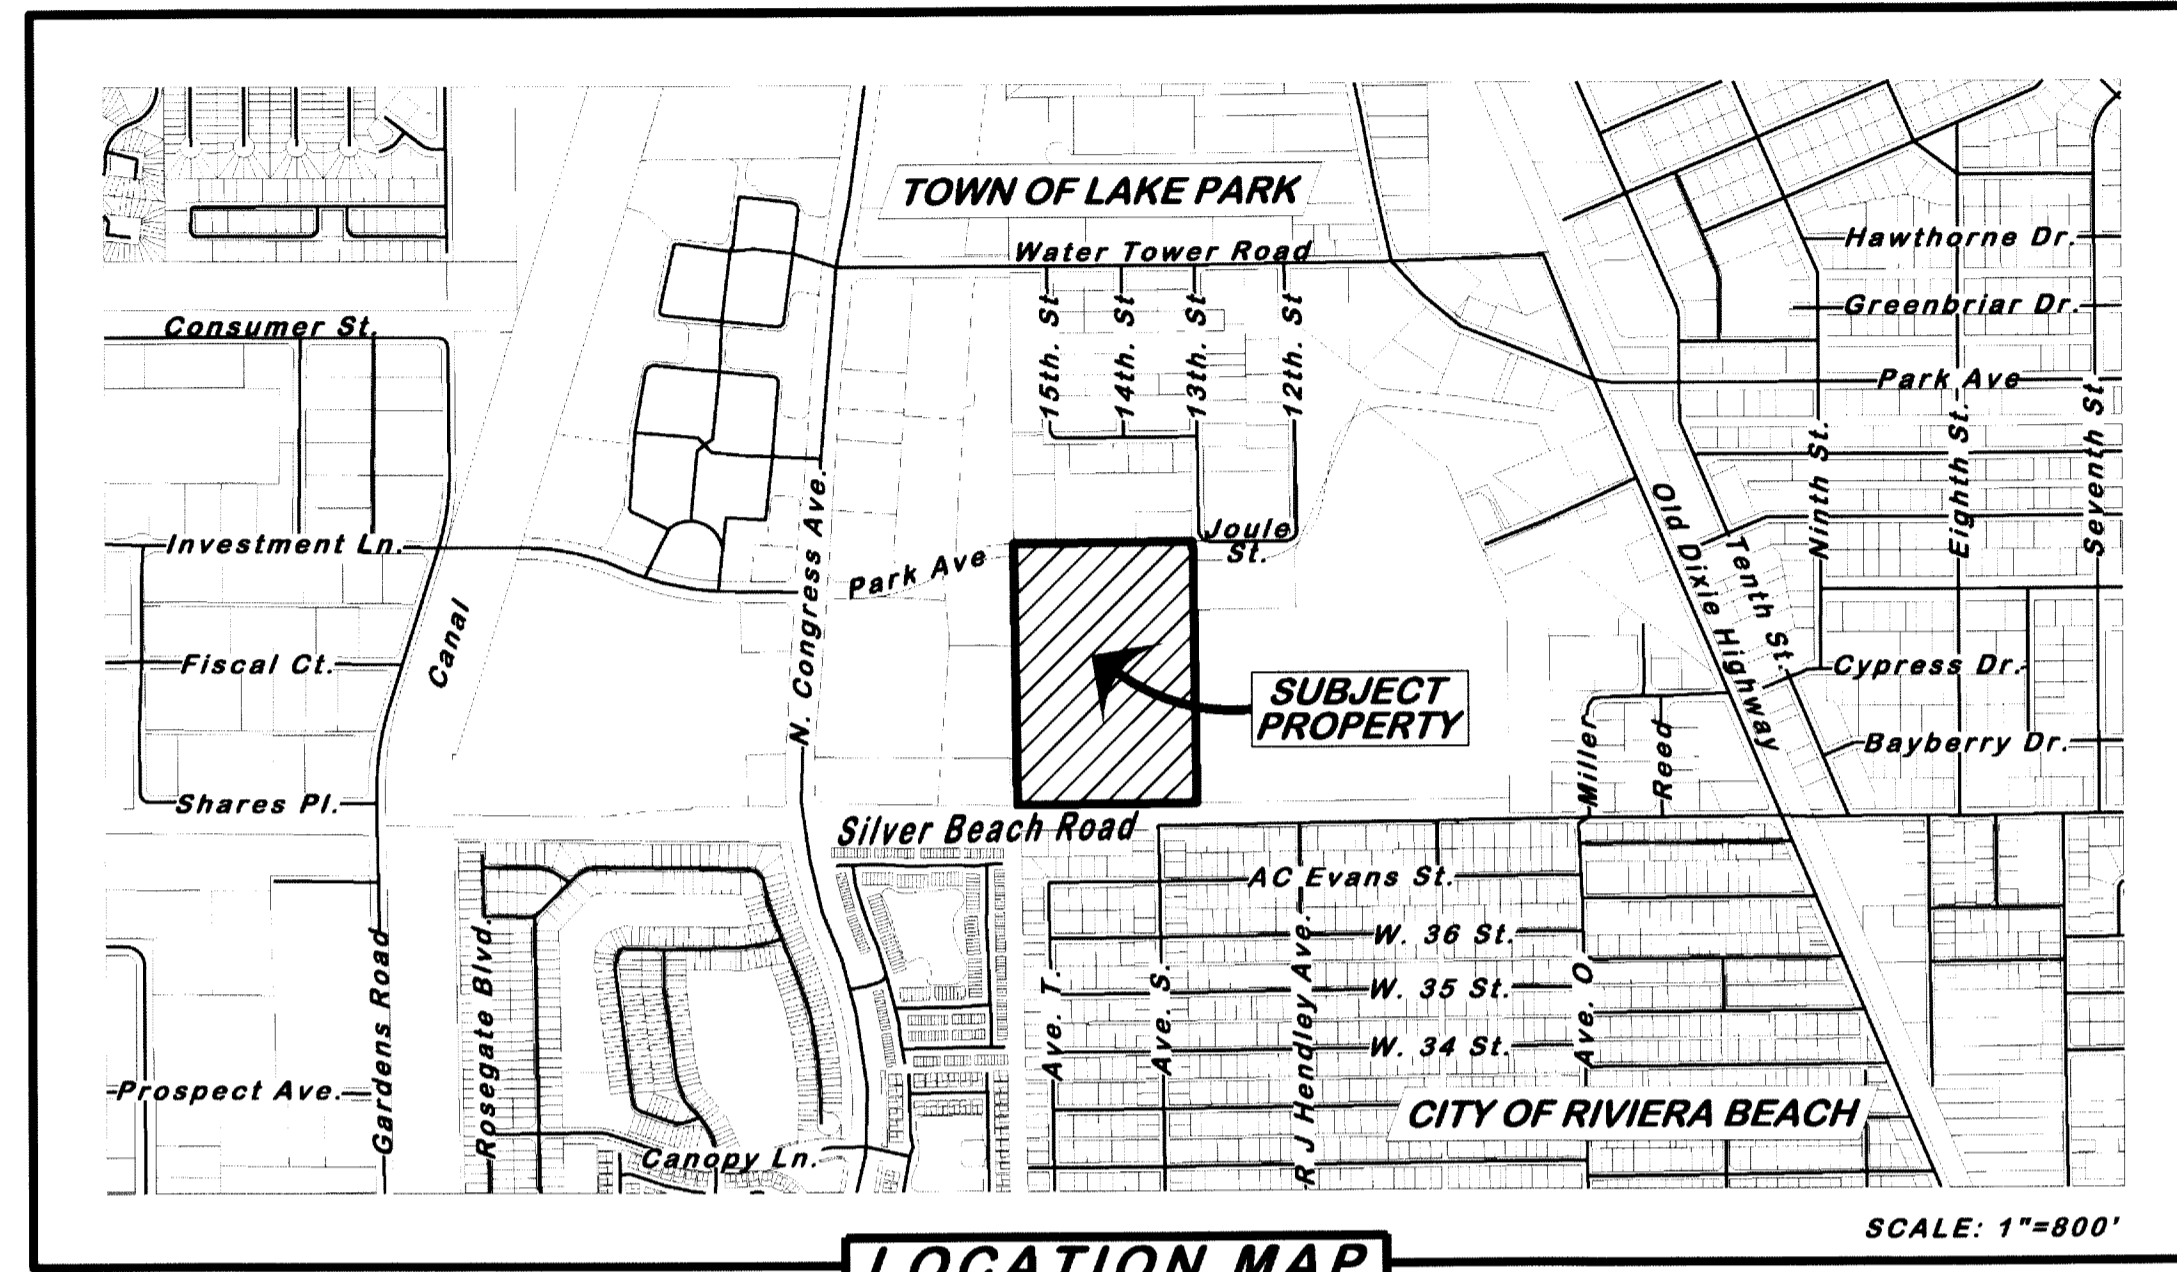 TOWN OF LAKE PARK
Water Tower Road
Hawthorne Dr.
Greenbriar Dr.
Consumer St.
15th. St
14th. St
13th. St
12th. St
Park Ave
Ninth St.
Eighth St.
Seventh St
N. Congress Ave.
Old Dixie Highway
Tenth St.
Investment Ln.
Joule
St.
Park Ave
Canal
Fiscal Ct.
Cypress Dr.
SUBJECT
PROPERTY
Miller
Reed
Bayberry Dr.
Shares Pl.
Silver Beach Road
AC Evans St.
W. 36 St.
W. 35 St.
W. 34 St.
Gardens Road
Rosegate Blvd.
Ave. T.
Ave. S.
R J Hendley Ave.
Ave. O
Prospect Ave.
CITY OF RIVIERA BEACH
Canopy Ln.
SCALE: 1"=800'
LOCATION MAP